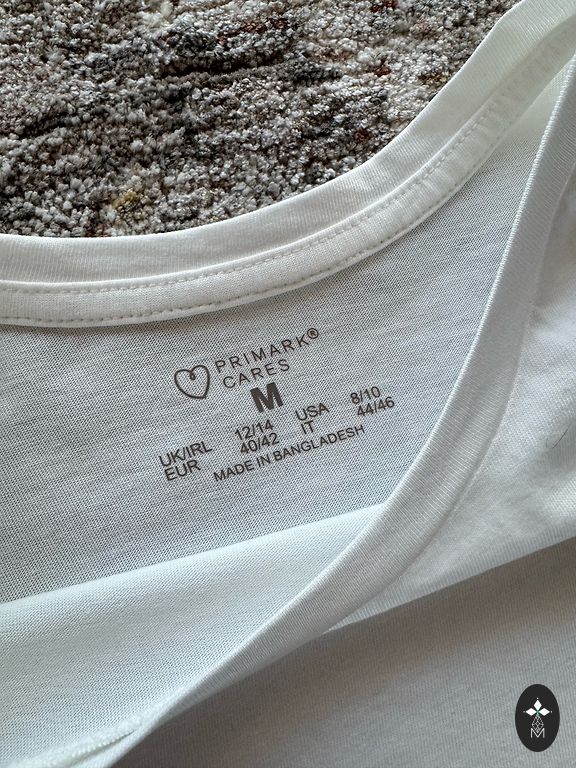 PRIMARK®
CARES
M
UK/IRL 12/14 USA 8/10
EUR 40/42 IT 44/46
MADE IN BANGLADESH
M